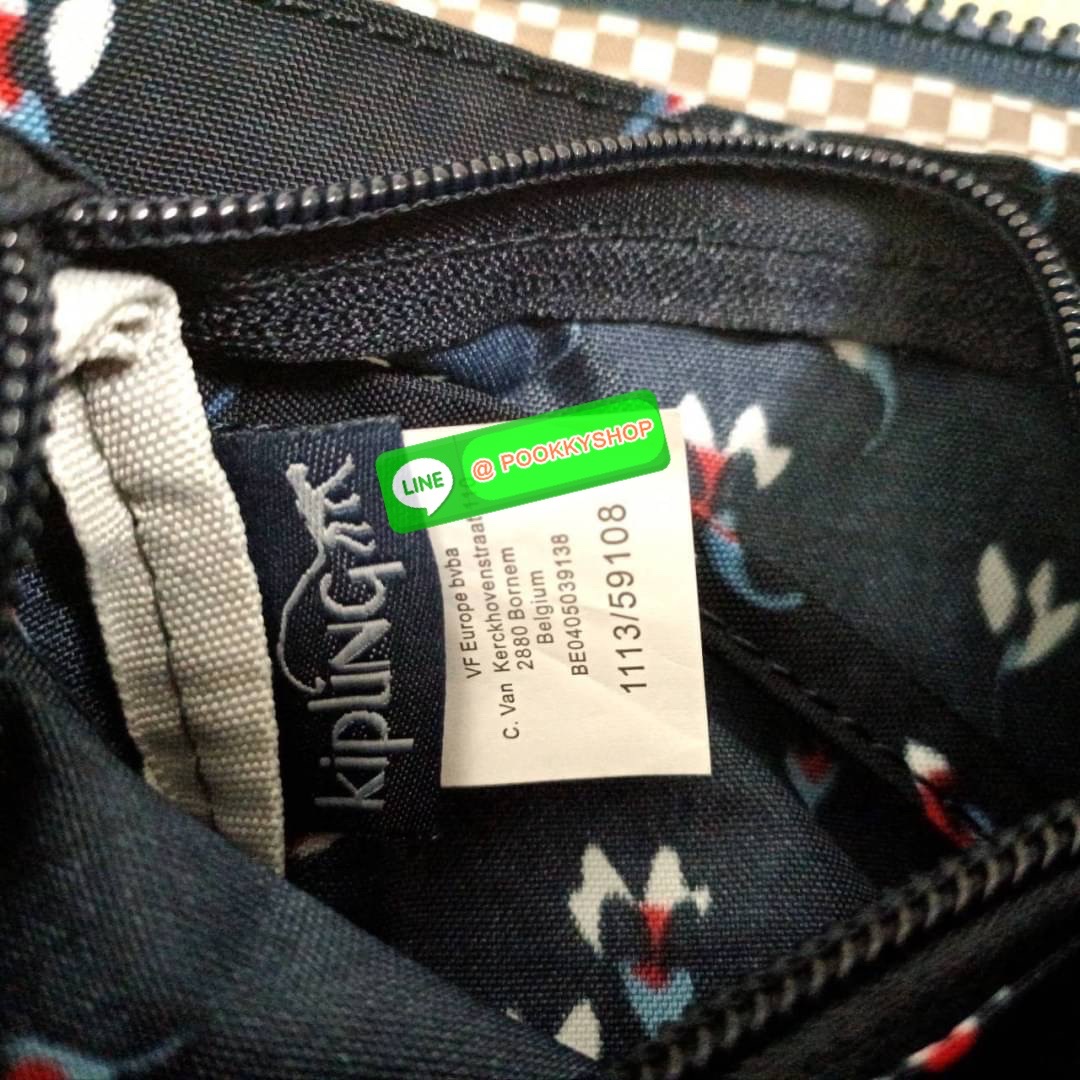 LINE @ POOKKYSHOP
kipling
VF Europe bvba
C. Van Kerckhovenstraat
2880 Bornem
Belgium
BE0405039138
1113/59108